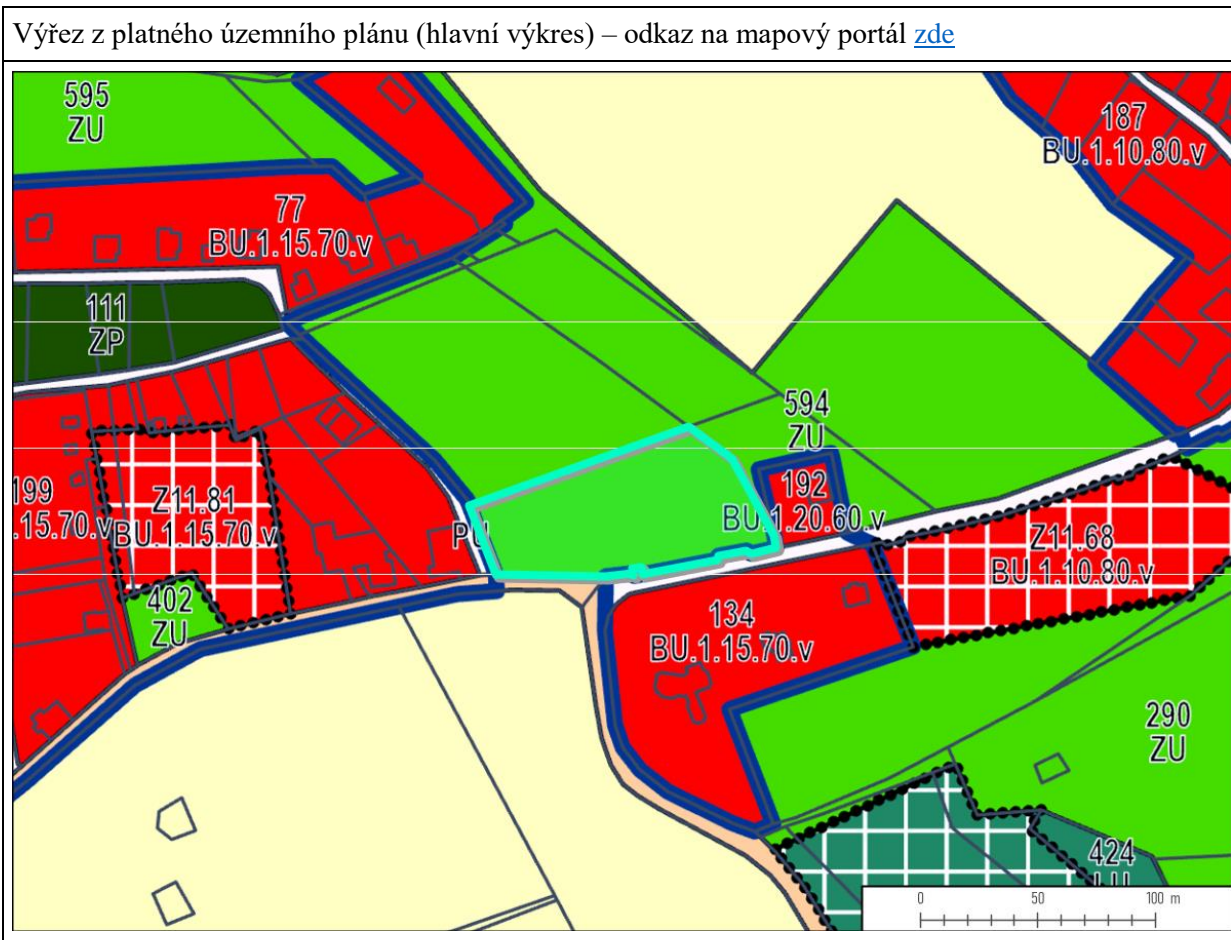 Výřez z platného územního plánu (hlavní výkres) – odkaz na mapový portál zde
595
ZU
187
BU.1.10.80.v
77
BU.1.15.70.v
111
ZP
594
ZU
199
.15.70.v
Z11.81
BU.1.15.70.v
192
BU.1.20.60.v
PU
Z11.68
BU.1.10.80.v
402
ZU
134
BU.1.15.70.v
290
ZU
424
LU
0 50 100 m